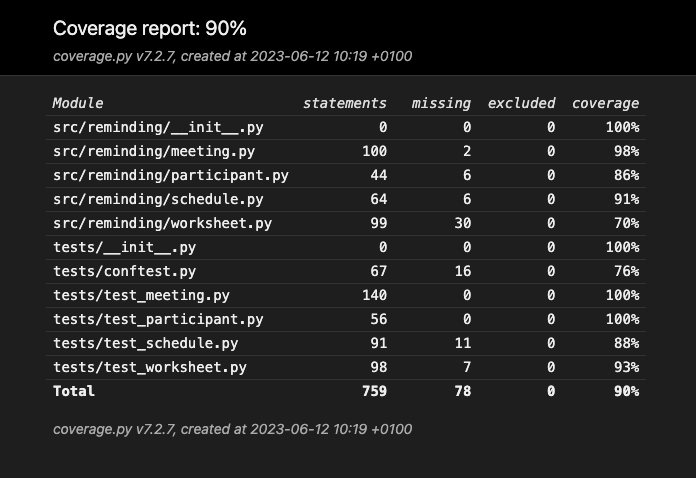 Coverage report: 90%
coverage.py v7.2.7, created at 2023-06-12 10:19 +0100
Module statements missing excluded coverage
src/reminding/__init__.py 0 0 0 100%
src/reminding/meeting.py 100 2 0 98%
src/reminding/participant.py 44 6 0 86%
src/reminding/schedule.py 64 6 0 91%
src/reminding/worksheet.py 99 30 0 70%
tests/__init__.py 0 0 0 100%
tests/conftest.py 67 16 0 76%
tests/test_meeting.py 140 0 0 100%
tests/test_participant.py 56 0 0 100%
tests/test_schedule.py 91 11 0 88%
tests/test_worksheet.py 98 7 0 93%
Total 759 78 0 90%
coverage.py v7.2.7, created at 2023-06-12 10:19 +0100